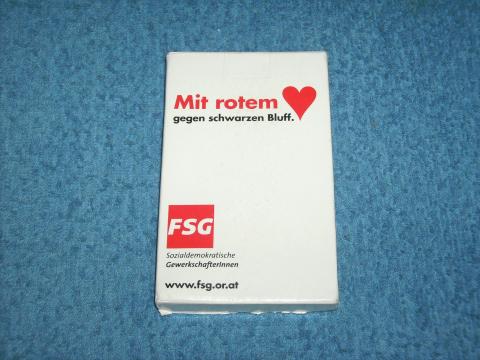 Mit rotem
gegen schwarzen Bluff.
FSG
Sozialdemokratische
GewerkschafterInnen
www.fsg.or.at